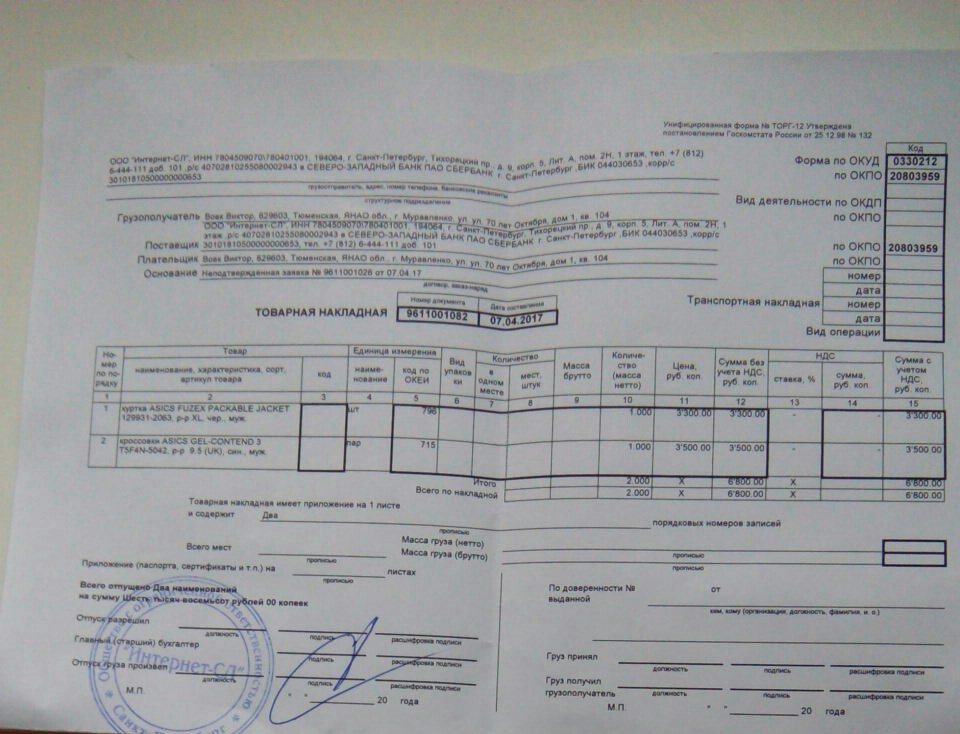 Унифицированная форма № ТОРГ-12 Утверждена
постановлением Госкомстата России от 25.12.98 № 132
Код
Форма по ОКУД 0330212
по ОКПО 20803959
ООО "Интернет-СЛ", ИНН 7804509070\780401001, 194064, г. Санкт-Петербург, Тихорецкий пр., д. 9, корп. 5, Лит. А, пом. 2Н, 1 этаж, тел. +7 (812)
6-444-111 доб. 101 ,р/с 40702810255080002943 в СЕВЕРО-ЗАПАДНЫЙ БАНК ПАО СБЕРБАНК г. Санкт-Петербург ,БИК 044030653 ,корр/с
30101810500000000653
грузоотправитель, адрес, номер телефона, банковские реквизиты
структурное подразделение
Вид деятельности по ОКДП
Грузополучатель Вовк Виктор, 629603, Тюменская, ЯНАО обл., г. Муравленко, ул. ул. 70 лет Октября, дом 1, кв. 104
по ОКПО
ООО "Интернет-СЛ", ИНН 7804509070\780401001, 194064, г. Санкт-Петербург, Тихорецкий пр., д. 9, корп. 5, Лит. А, пом. 2Н, 1
этаж, р/с 40702810255080002943 в СЕВЕРО-ЗАПАДНЫЙ БАНК ПАО СБЕРБАНК г. Санкт-Петербург ,БИК 044030653 ,корр/с
Поставщик 30101810500000000653, тел. +7 (812) 6-444-111 доб. 101
по ОКПО 20803959
Плательщик Вовк Виктор, 629603, Тюменская, ЯНАО обл., г. Муравленко, ул. ул. 70 лет Октября, дом 1, кв. 104
по ОКПО
Основание Неподтвержденная заявка № 9611001026 от 07.04.17
договор, заказ-наряд
номер
дата
Транспортная накладная номер
дата
Вид операции
Номер документа Дата составления
ТОВАРНАЯ НАКЛАДНАЯ 9611001082 07.04.2017
Но-мер по по-рядку Товар Единица измерения Вид упаков ки Количество Масса брутто Количе-ство (масса нетто) Цена, руб. коп. Сумма без учета НДС, руб. коп. НДС Сумма с учетом НДС, руб. коп.
наименование, характеристика, сорт, артикул товара код наиме-нование код по ОКЕИ в одном месте мест, штук ставка, % сумма, руб. коп.
1 2 3 4 5 6 7 8 9 10 11 12 13 14 15
1 куртка ASICS FUZEX PACKABLE JACKET шт 796 1.000 3'300.00 3'300.00 - - 3'300.00
129931-2063, р-р XL, чер., муж.
2 кроссовки ASICS GEL-CONTEND 3 пар 715 1.000 3'500.00 3'500.00 - - 3'500.00
T5F4N-5042, р-р 9.5 (UK), син., муж.
Итого 2.000 X 6'800.00 X 6'800.00
Всего по накладной 2.000 X 6'800.00 X 6'800.00
Товарная накладная имеет приложение на 1 листе
и содержит Два порядковых номеров записей
прописью
Масса груза (нетто)
Всего мест Масса груза (брутто)
прописью
прописью
Приложение (паспорта, сертификаты и т.п.) на листах
прописью
прописью
Всего отпущено Два наименований
на сумму Шесть тысяч восемьсот рублей 00 копеек
По доверенности № от
выданной
кем, кому (организация, должность, фамилия, и. о.)
Отпуск разрешил
должность подпись расшифровка подписи
Главный (старший) бухгалтер
подпись расшифровка подписи
Отпуск груза произвел
должность подпись расшифровка подписи
М.П. " " 20 года
Груз принял
должность подпись расшифровка подписи
Груз получил
грузополучатель
должность подпись расшифровка подписи
М.П. " " 20 года
Общество с ограниченной ответственностью
"Интернет-СЛ"